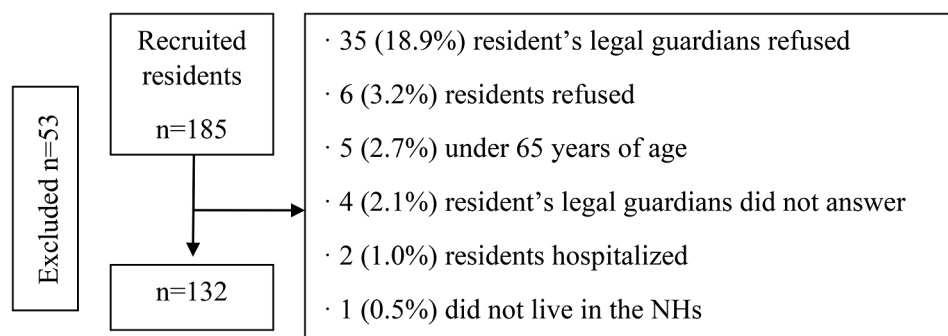 Recruited
residents
n=185
Excluded n=53
· 35 (18.9%) resident’s legal guardians refused
· 6 (3.2%) residents refused
· 5 (2.7%) under 65 years of age
· 4 (2.1%) resident’s legal guardians did not answer
· 2 (1.0%) residents hospitalized
· 1 (0.5%) did not live in the NHs
n=132